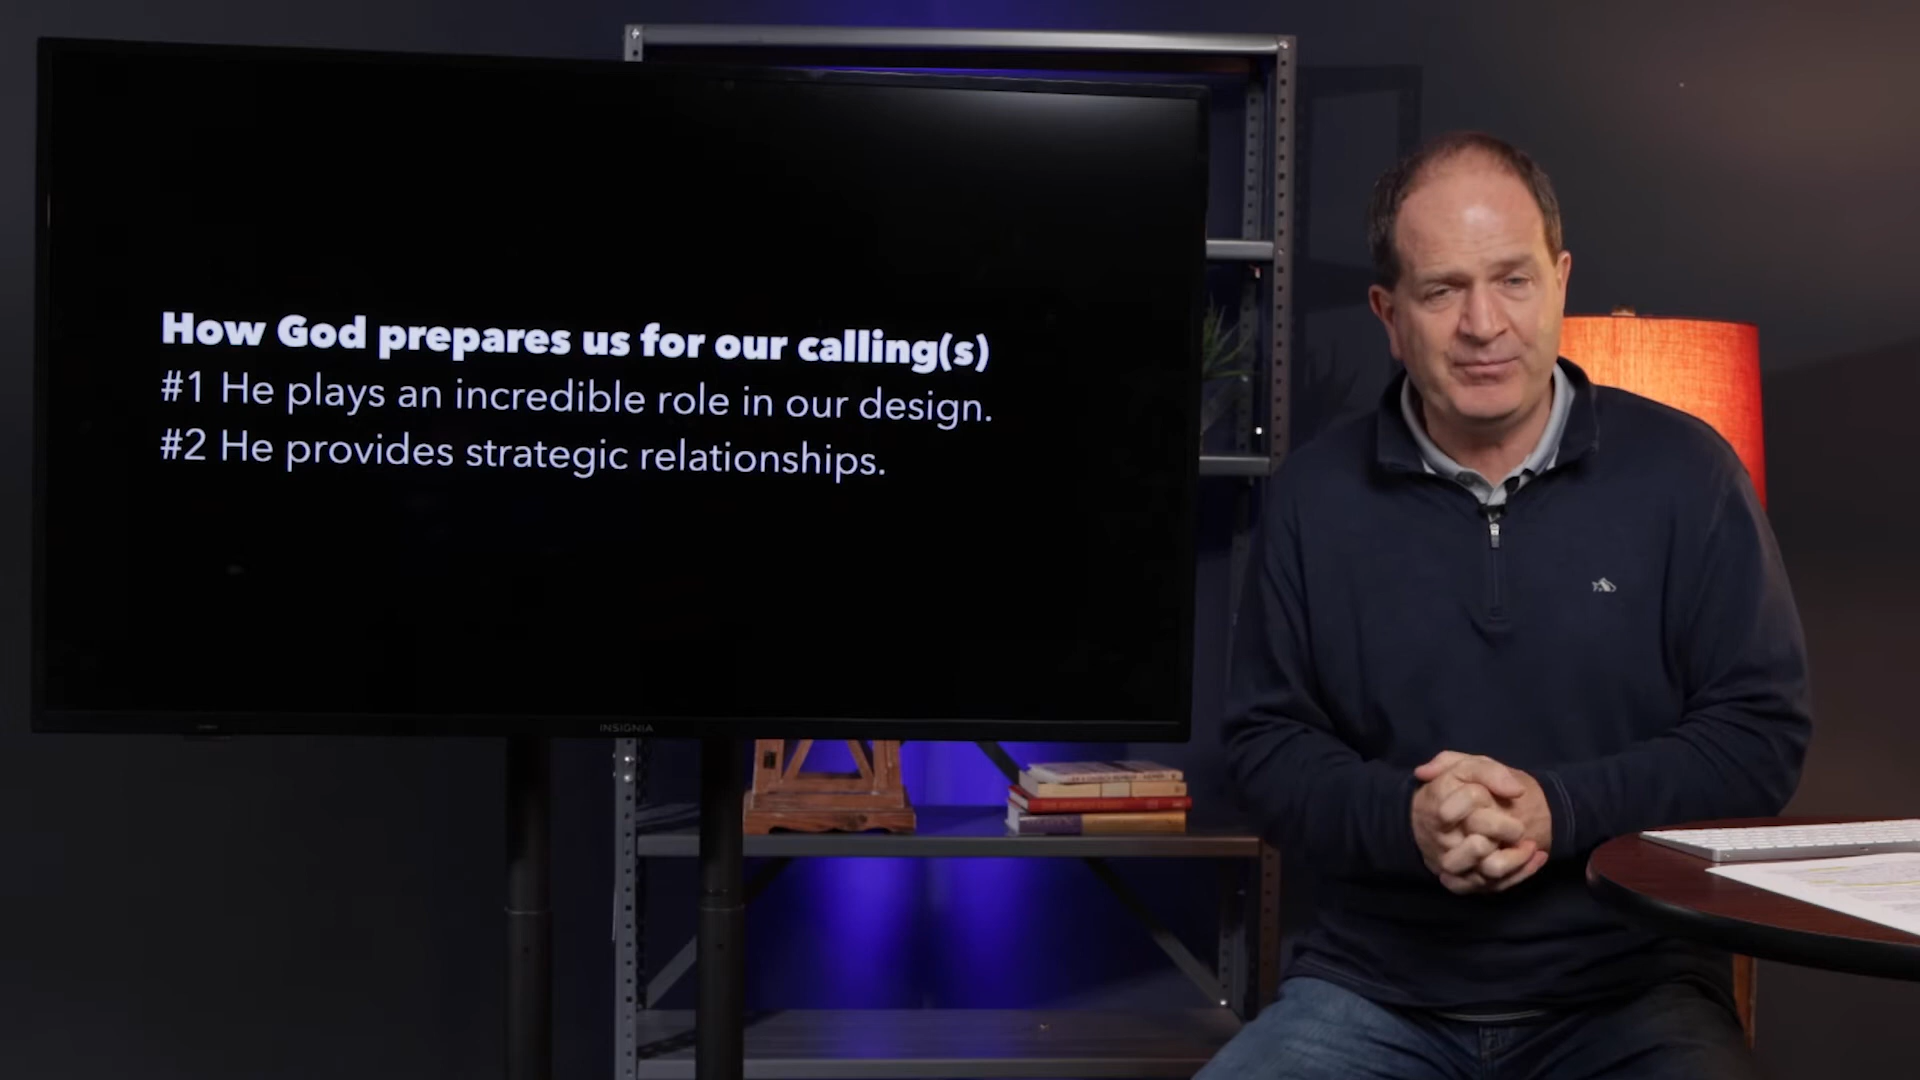 How God prepares us for our calling(s)
#1 He plays an incredible role in our design.
#2 He provides strategic relationships.
INSIGNIA